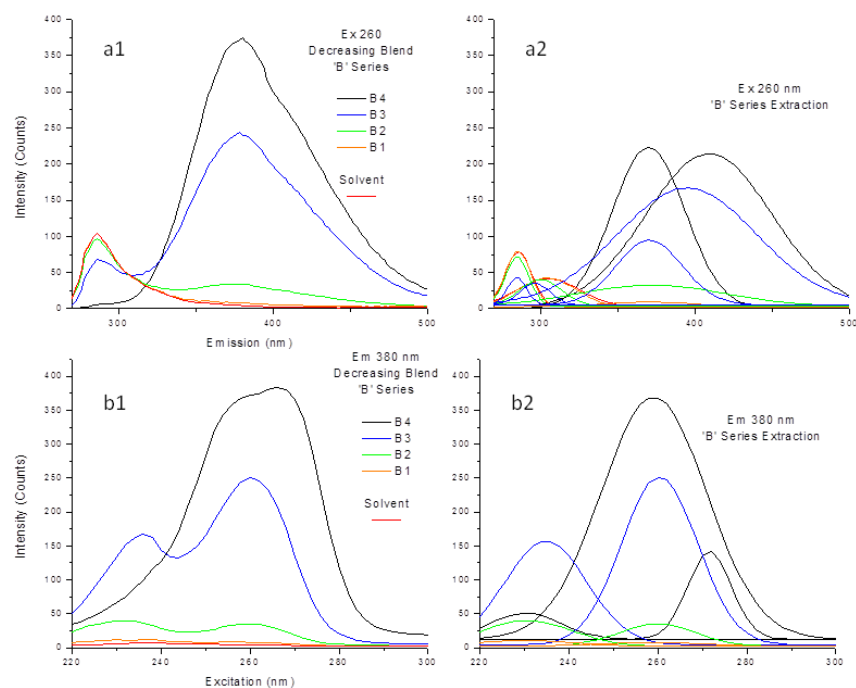 a1
Ex 260
Decreasing Blend
'B' Series
B4
B3
B2
B1
Solvent
Intensity (Counts)
400
350
300
250
200
150
100
50
0
300
400
500
Emission (nm)
a2
Ex 260 nm
'B' Series Extraction
400
350
300
250
200
150
100
50
0
300
400
500
Emission (nm)
b1
Em 380 nm
Decreasing Blend
'B' Series
B4
B3
B2
B1
Solvent
Intensity (Counts)
400
350
300
250
200
150
100
50
0
220
240
260
280
300
Excitation (nm)
b2
Em 380 nm
'B' Series Extraction
400
350
300
250
200
150
100
50
0
220
240
260
280
300
Excitation (nm)